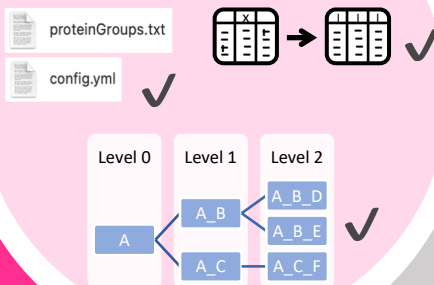 proteinGroups.txt
config.yml
X
Level 0
Level 1
Level 2
A
A_B
A_C
A_B_D
A_B_E
A_C_F